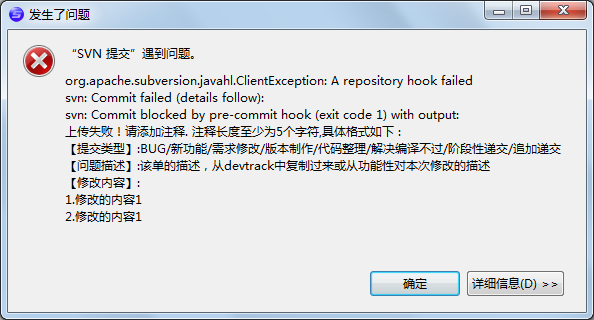 发生了问题
“SVN 提交”遇到问题。
org.apache.subversion.javahl.ClientException: A repository hook failed
svn: Commit failed (details follow):
svn: Commit blocked by pre-commit hook (exit code 1) with output:
上传失败！请添加注释. 注释长度至少为5个字符,具体格式如下：
【提交类型】:BUG/新功能/需求修改/版本制作/代码整理/解决编译不过/阶段性递交/追加递交
【问题描述】:该单的描述，从devtrack中复制过来或从功能性对本次修改的描述
【修改内容】:
1.修改的内容1
2.修改的内容1
确定
详细信息(D) >>